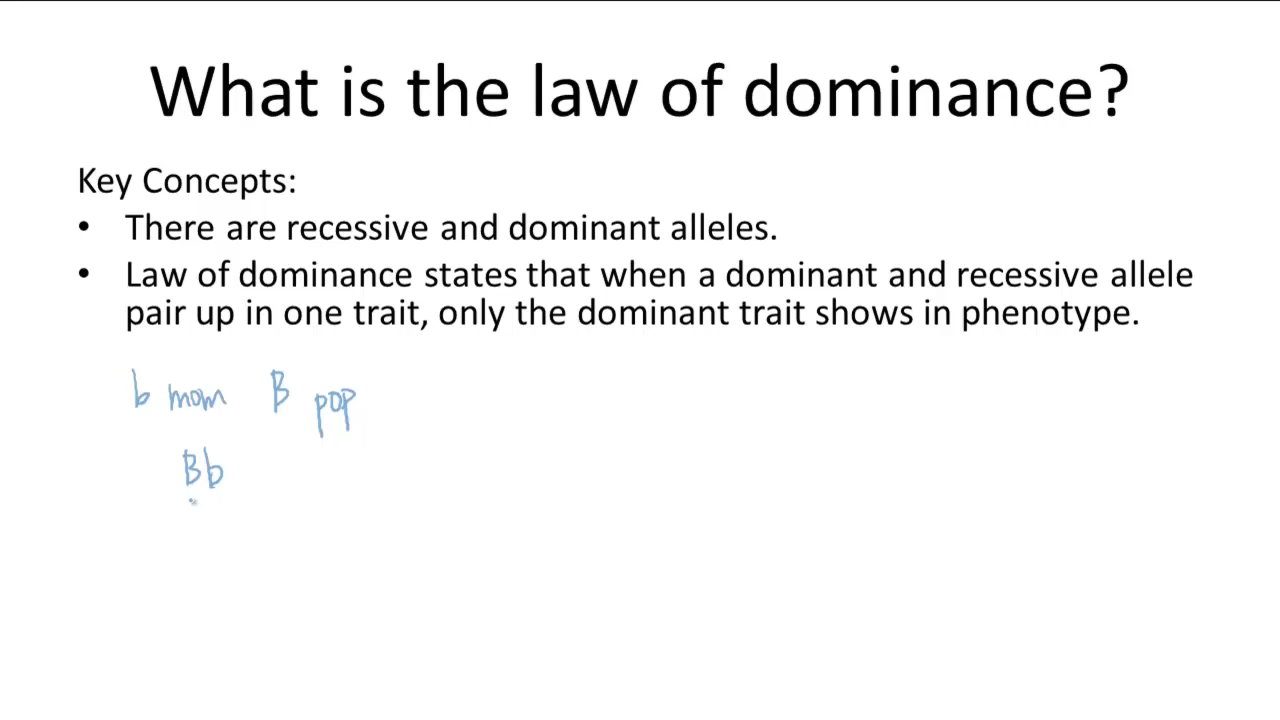 What is the law of dominance?
Key Concepts:
• There are recessive and dominant alleles.
• Law of dominance states that when a dominant and recessive allele
pair up in one trait, only the dominant trait shows in phenotype.
b mom B pop
Bb